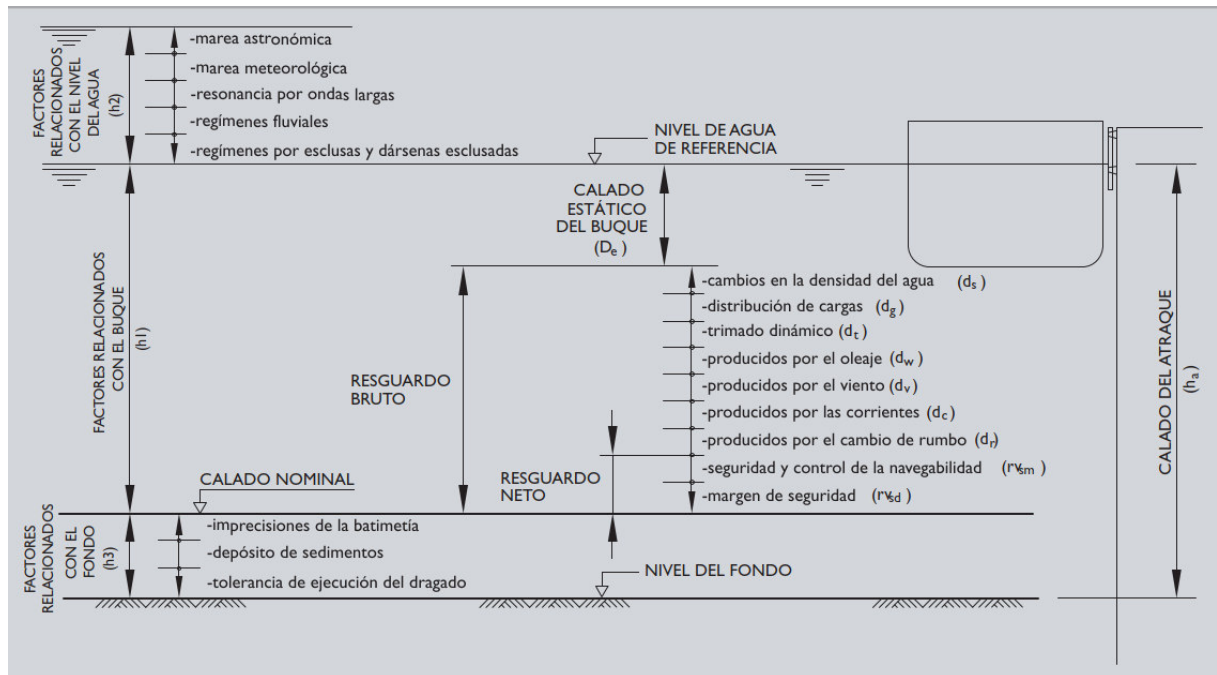 FACTORES
RELACIONADOS
CON EL NIVEL
DEL AGUA
(h2)
-marea astronómica
-marea meteorológica
-resonancia por ondas largas
-regímenes fluviales
-regímenes por esclusas y dársenas esclusadas
NIVEL DE AGUA
DE REFERENCIA
FACTORES RELACIONADOS
CON EL BUQUE
(h1)
CALADO
ESTÁTICO
DEL BUQUE
(De)
RESGUARDO
BRUTO
-cambios en la densidad del agua (ds)
-distribución de cargas (dg)
-trimado dinámico (dt)
-producidos por el oleaje (dw)
-producidos por el viento (dv)
-producidos por las corrientes (dc)
-producidos por el cambio de rumbo (dr)
-seguridad y control de la navegabilidad (rvsm)
-margen de seguridad (rvsd)
RESGUARDO
NETO
CALADO DEL ATRAQUE
(ha)
CALADO NOMINAL
FACTORES
RELACIONADOS
CON EL
FONDO
(h3)
-imprecisiones de la batimetía
-depósito de sedimentos
-tolerancia de ejecución del dragado
NIVEL DEL FONDO